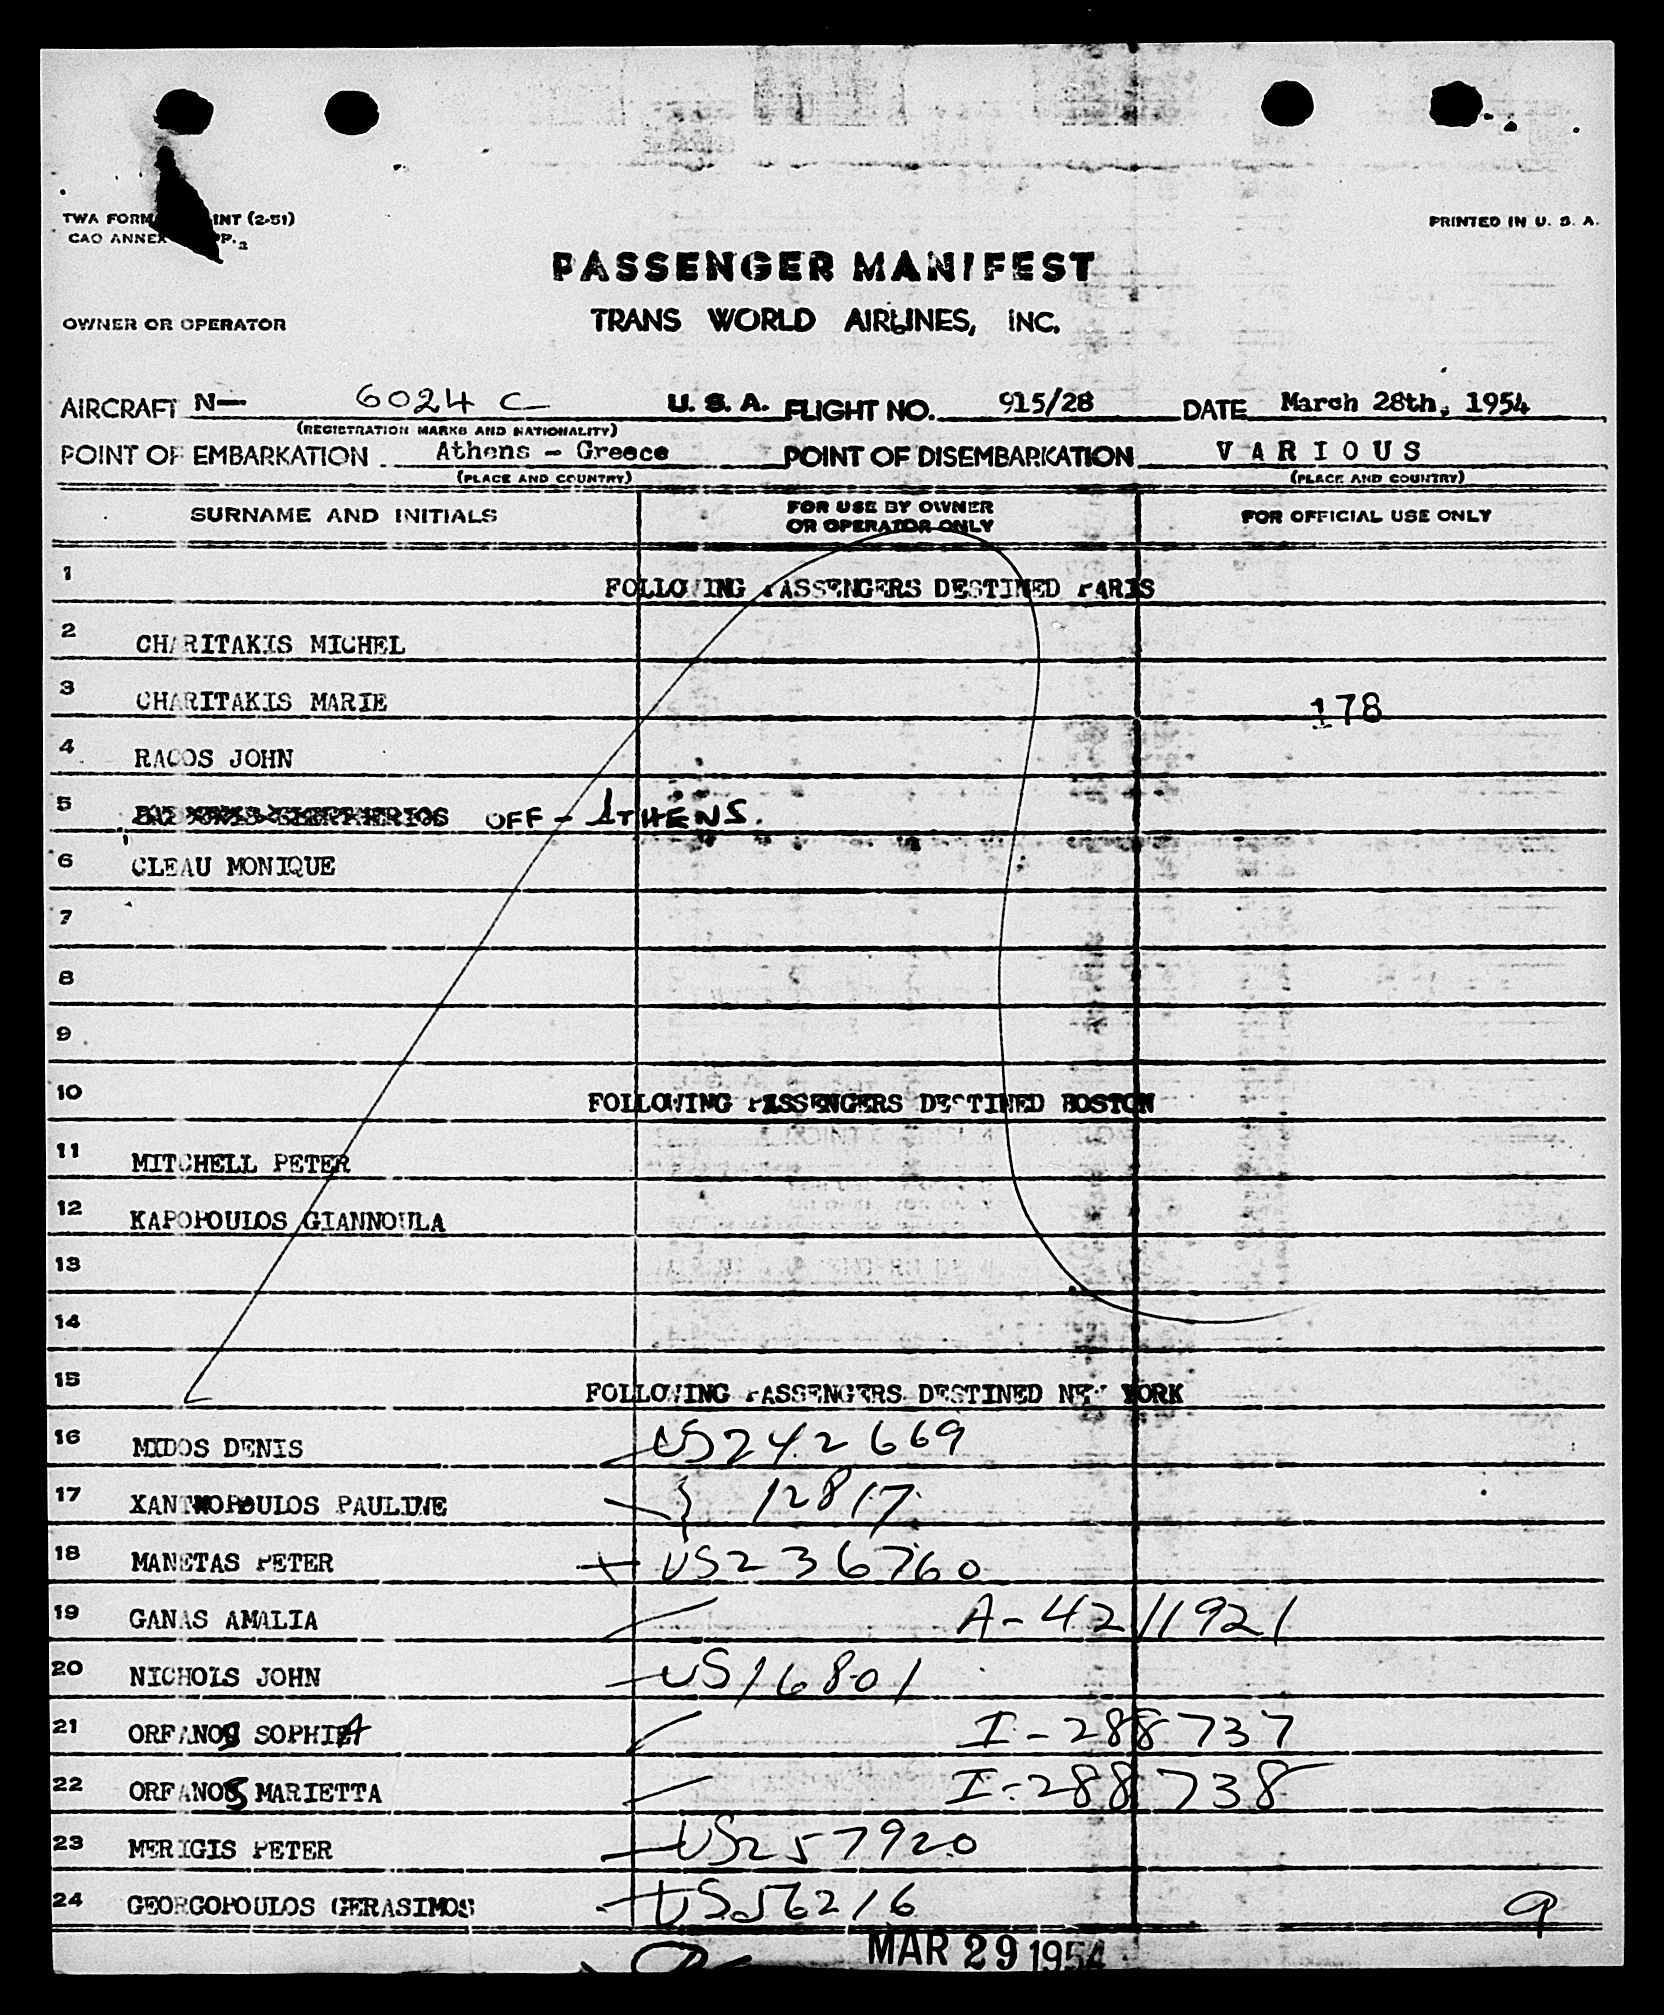 TWA FORM INT (2-51)
PRINTED IN U. S. A.
CAO ANNEX PP. 2
PASSENGER MANIFEST
OWNER OR OPERATOR
TRANS WORLD AIRLINES, INC.
AIRCRAFT N— 6024 C U. S. A. FLIGHT NO. 915/28 DATE March 28th, 1954
(REGISTRATION MARKS AND NATIONALITY)
POINT OF EMBARKATION Athens - Greece POINT OF DISEMBARKATION V A R I O U S
(PLACE AND COUNTRY) (PLACE AND COUNTRY)
SURNAME AND INITIALS FOR USE BY OWNER OR OPERATOR ONLY FOR OFFICIAL USE ONLY
1 FOLLOWING PASSENGERS DESTINED PARIS
2 CHARITAKIS MICHEL
3 CHARITAKIS MARIE 178
4 RACOS JOHN
5 OFF - ATHENS.
6 CLEAU MONIQUE
7
8
9
10 FOLLOWING PASSENGERS DESTINED BOSTON
11 MITCHELL PETER
12 KAPOPOULOS GIANNOULA
13
14
15 FOLLOWING PASSENGERS DESTINED NEW YORK
16 MIDOS DENIS US242669
17 XANTHOPOULOS PAULINE } 12817
18 MANETAS PETER US236760
19 GANAS AMALIA A-4211921
20 NICHOLS JOHN US16801
21 ORFANOS SOPHIA I-288737
22 ORFANOS MARIETTA I-288738
23 MERIGIS PETER US257920
24 GEORGOPOULOS GERASIMOS US56216 9
MAR 29 1954